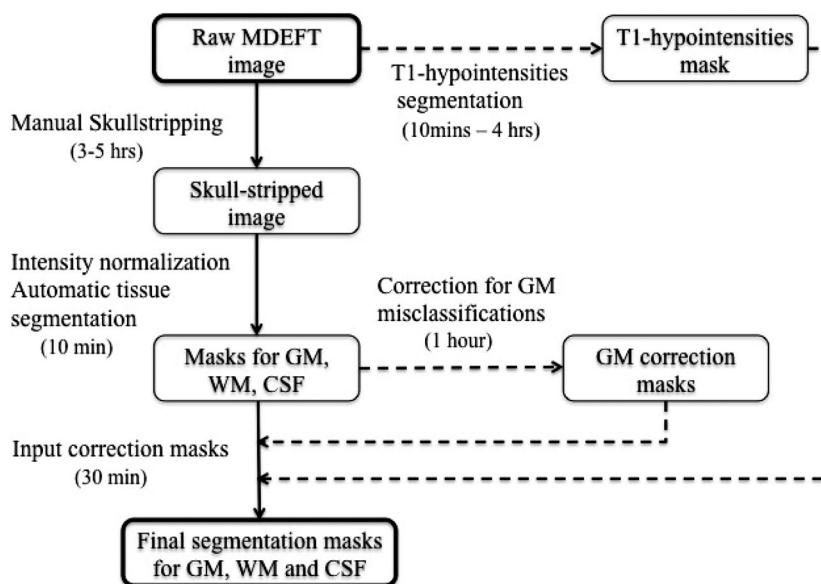 Raw MDEFT
image
T1-hypointensities
mask
T1-hypointensities
segmentation
(10mins – 4 hrs)
Manual Skullstripping
(3-5 hrs)
Skull-stripped
image
Intensity normalization
Automatic tissue
segmentation
(10 min)
Correction for GM
misclassifications
(1 hour)
Masks for GM,
WM, CSF
GM correction
masks
Input correction masks
(30 min)
Final segmentation masks
for GM, WM and CSF